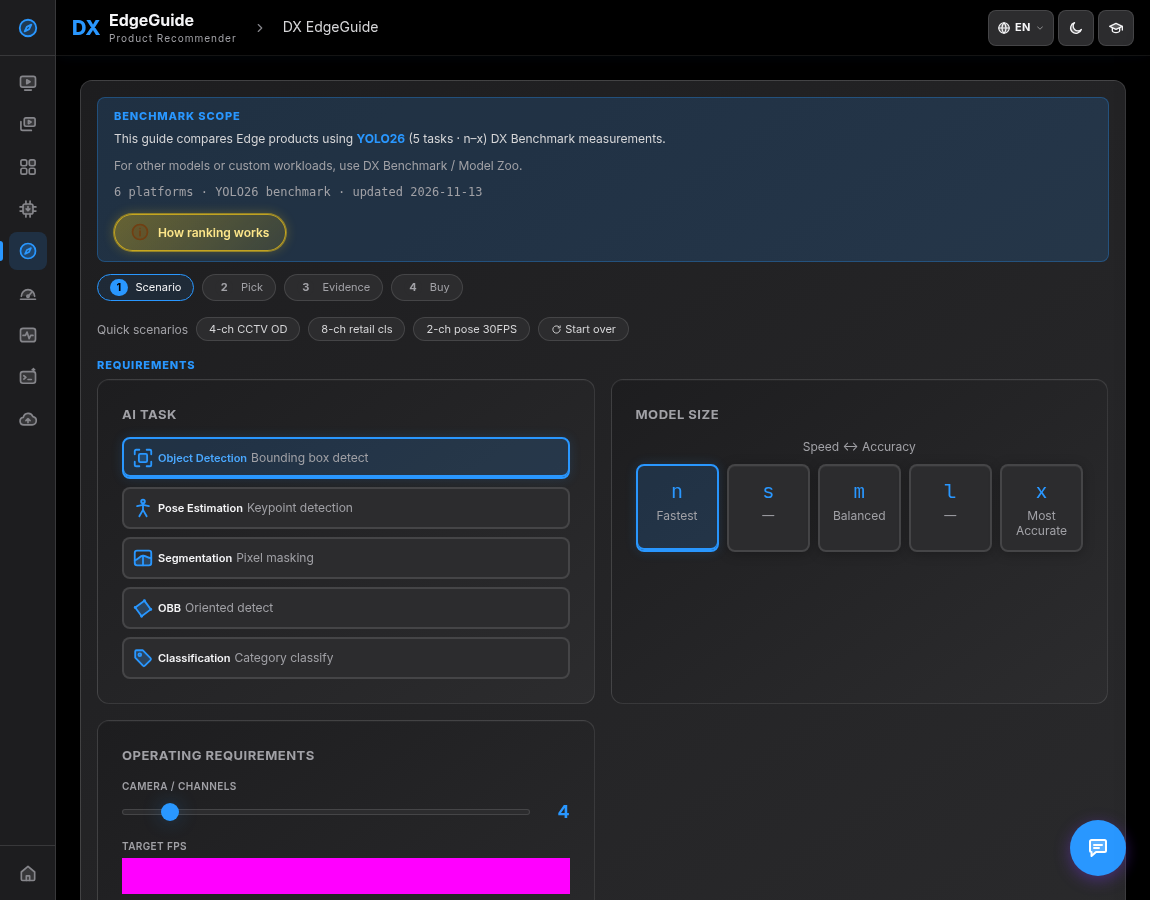 DX EdgeGuide
Product Recommender
DX EdgeGuide
EN
BENCHMARK SCOPE
This guide compares Edge products using YOLO26 (5 tasks · n–x) DX Benchmark measurements.
For other models or custom workloads, use DX Benchmark / Model Zoo.
6 platforms · YOLO26 benchmark · updated 2026-11-13
How ranking works
1 Scenario
2 Pick
3 Evidence
4 Buy
Quick scenarios
4-ch CCTV OD
8-ch retail cls
2-ch pose 30FPS
Start over
REQUIREMENTS
AI TASK
Object Detection Bounding box detect
Pose Estimation Keypoint detection
Segmentation Pixel masking
OBB Oriented detect
Classification Category classify
MODEL SIZE
Speed ↔ Accuracy
n
Fastest
s
—
m
Balanced
l
—
x
Most
Accurate
OPERATING REQUIREMENTS
CAMERA / CHANNELS
4
TARGET FPS